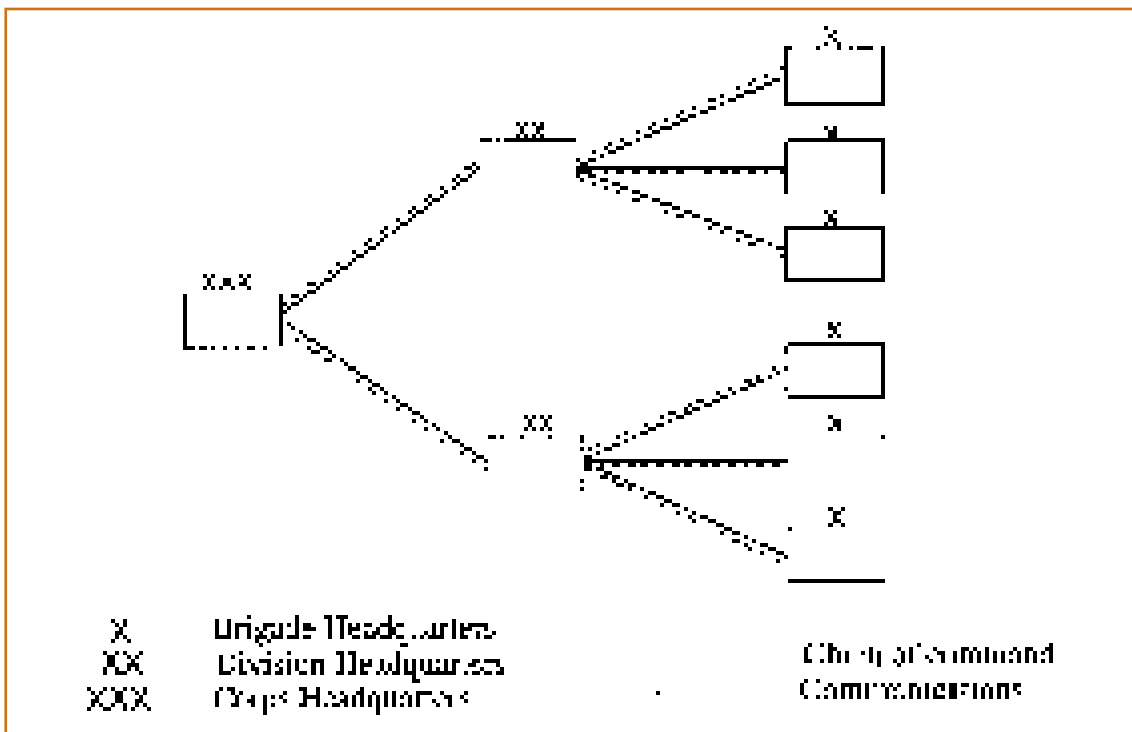 X
XX
X
X
XXX
X
XX
X
X
X Brigade Headquarters
XX Division Headquarters
XXX Corps Headquarters
Chain of Command
Communications